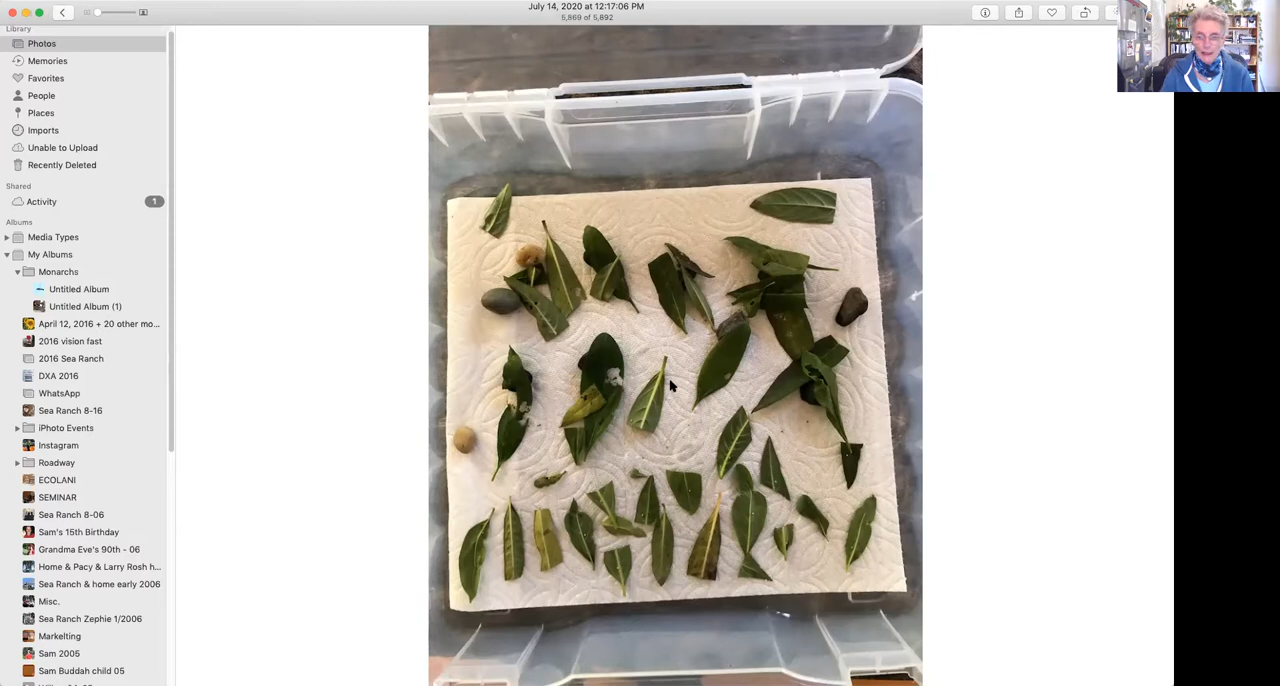 July 14, 2020 at 12:17:06 PM
5,869 of 5,892
Library
Photos
Memories
Favorites
People
Places
Imports
Unable to Upload
Recently Deleted
Shared
Activity
1
Albums
Media Types
My Albums
Monarchs
Untitled Album
Untitled Album (1)
April 12, 2016 + 20 other mo...
2016 vision fast
2016 Sea Ranch
DXA 2016
WhatsApp
Sea Ranch 8-16
iPhoto Events
Instagram
Roadway
ECOLANI
SEMINAR
Sea Ranch 8-06
Sam's 15th Birthday
Grandma Eve's 90th - 06
Home & Pacy & Larry Rosh h...
Sea Ranch & home early 2006
Misc.
Sea Ranch Zephie 1/2006
Markelting
Sam 2005
Sam Buddah child 05